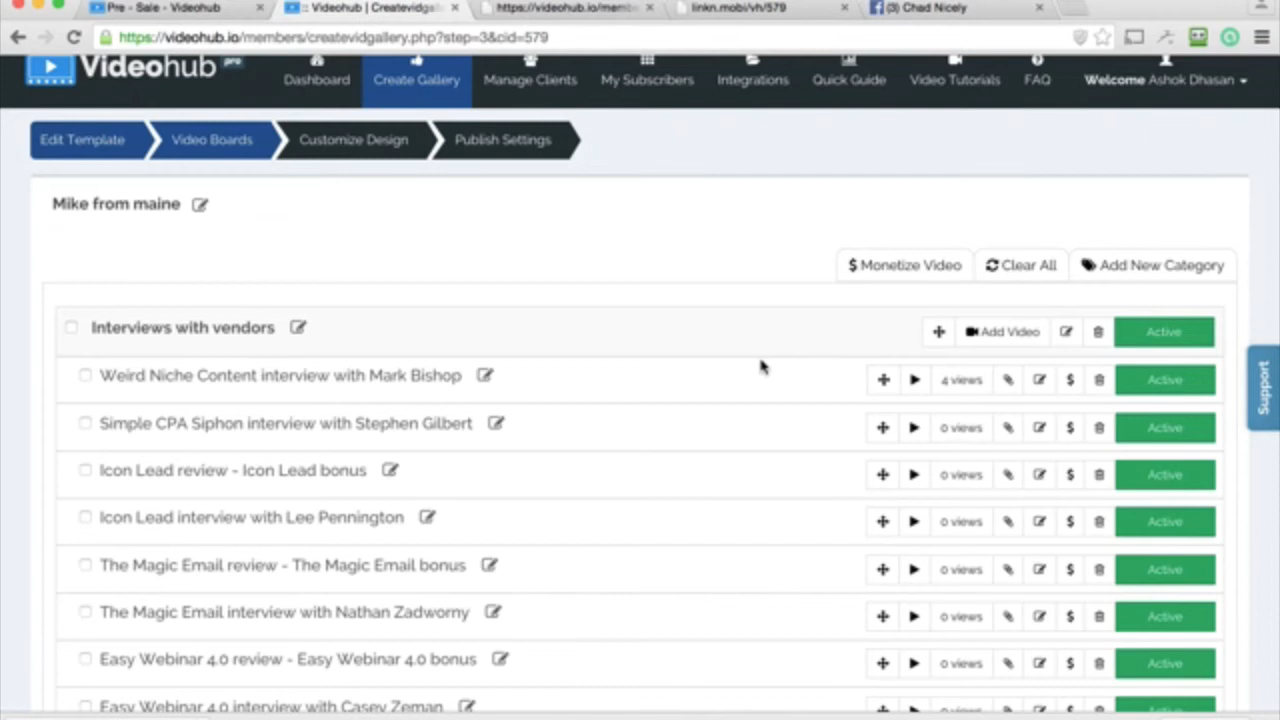 Pre - Sale - Videohub
:: Videohub | Createvidgal
https://videohub.io/memb
linkn.mobi/vh/579
(3) Chad Nicely
https://videohub.io/members/createvidgallery.php?step=3&cid=579
Videohub pro
Dashboard
Create Gallery
Manage Clients
My Subscribers
Integrations
Quick Guide
Video Tutorials
FAQ
Welcome Ashok Dhasan
Edit Template
Video Boards
Customize Design
Publish Settings
Mike from maine
$ Monetize Video
Clear All
Add New Category
Interviews with vendors
Add Video
Active
Weird Niche Content interview with Mark Bishop
4 views
$
Active
Simple CPA Siphon interview with Stephen Gilbert
0 views
$
Active
Icon Lead review - Icon Lead bonus
0 views
$
Active
Icon Lead interview with Lee Pennington
0 views
$
Active
The Magic Email review - The Magic Email bonus
0 views
$
Active
The Magic Email interview with Nathan Zadworny
0 views
$
Active
Easy Webinar 4.0 review - Easy Webinar 4.0 bonus
0 views
$
Active
Easy Webinar 4.0 interview with Casey Zeman
0 views
$
Active
Support